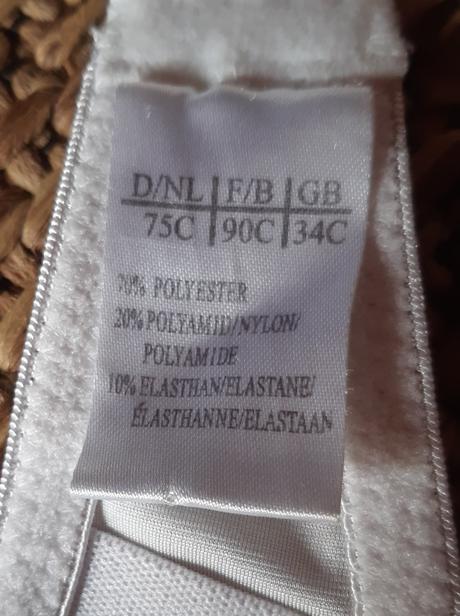 D/NL F/B GB
75C 90C 34C
70% POLYESTER
20% POLYAMID/NYLON/
POLYAMIDE
10% ELASTHAN/ELASTANE/
ÉLASTHANNE/ELASTAAN